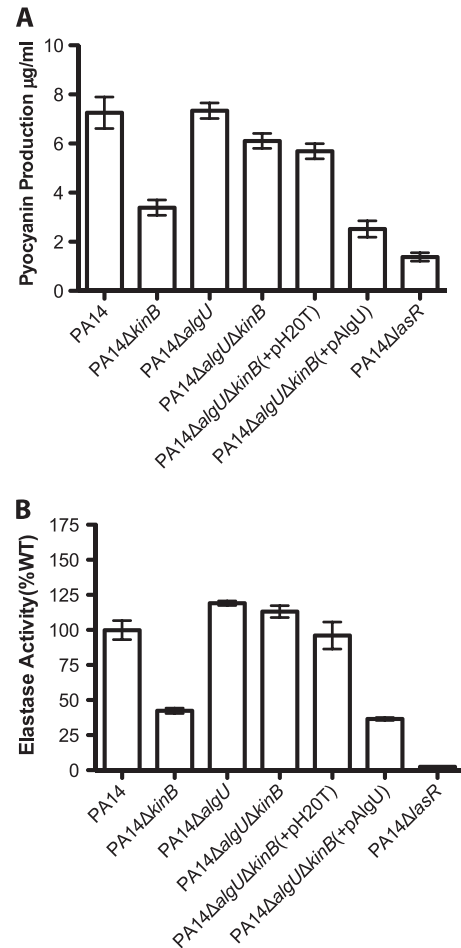 A
Pyocyanin Production µg/ml
10
8
6
4
2
0
PA14
PA14ΔkinB
PA14ΔalgU
PA14ΔalgUΔkinB
PA14ΔalgUΔkinB(+pH20T)
PA14ΔalgUΔkinB(+pAlgU)
PA14ΔlasR
B
Elastase Activity(%WT)
175
150
125
100
75
50
25
0
PA14
PA14ΔkinB
PA14ΔalgU
PA14ΔalgUΔkinB
PA14ΔalgUΔkinB(+pH20T)
PA14ΔalgUΔkinB(+pAlgU)
PA14ΔlasR